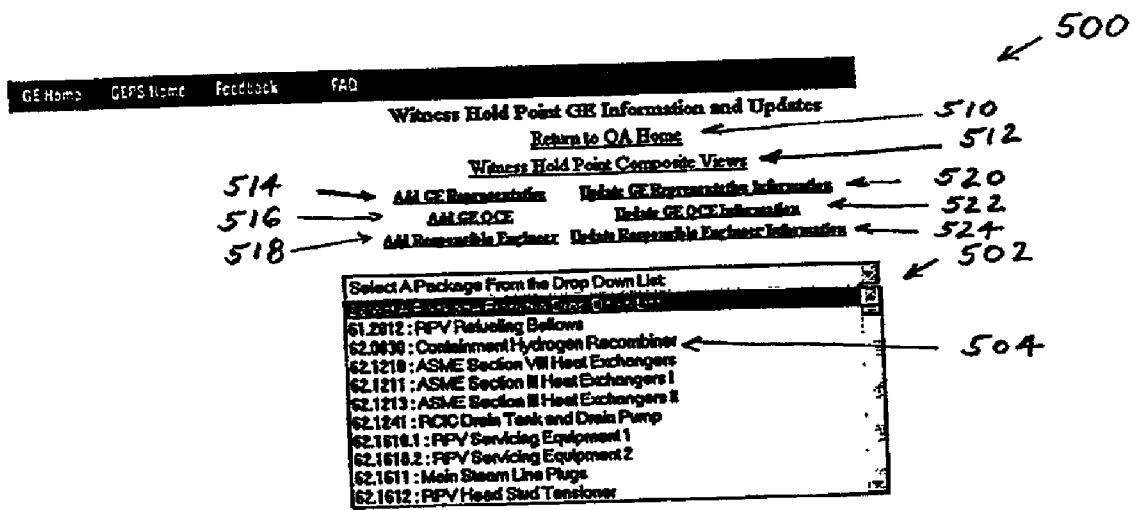 500
GE Home GEPS Home Feedback FAQ
Witness Hold Point GE Information and Updates
Return to QA Home
510
Witness Hold Point Composite Views
512
514 Add GE Representative Update GE Representative Information 520
516 Add GE QCE Update GE QCE Information 522
518 Add Responsible Engineer Update Responsible Engineer Information 524
502
Select A Package From the Drop Down List
61.2012 : RPV Refueling Bellows
62.0030 : Containment Hydrogen Recombiner 504
62.1210 : ASME Section VIII Heat Exchangers
62.1211 : ASME Section III Heat Exchangers I
62.1213 : ASME Section III Heat Exchangers II
62.1241 : RCIC Drain Tank and Drain Pump
62.1610.1 : RPV Servicing Equipment 1
62.1610.2 : RPV Servicing Equipment 2
62.1611 : Main Steam Line Plugs
62.1612 : RPV Head Stud Tensioner